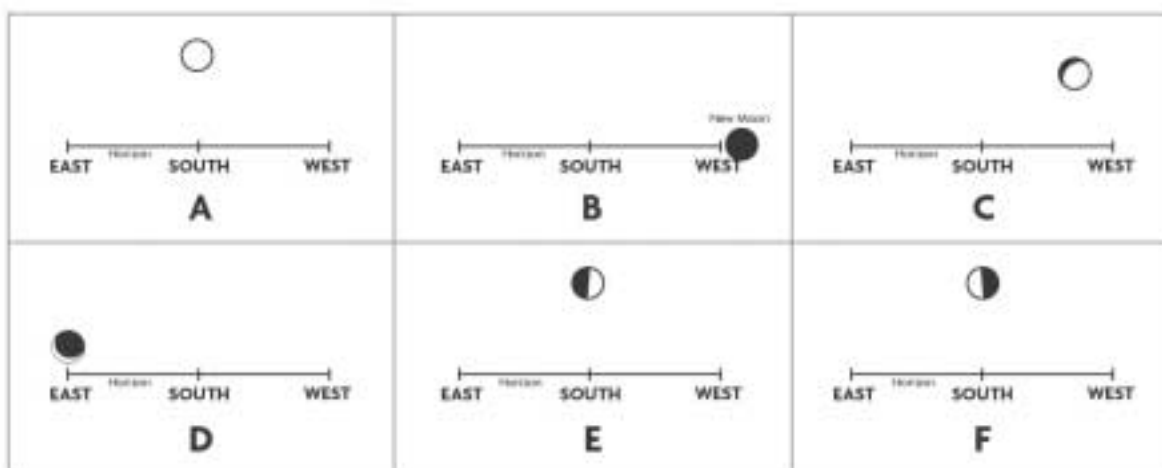 Horizon
EAST SOUTH WEST
A
New Moon
Horizon
EAST SOUTH WEST
B
Horizon
EAST SOUTH WEST
C
Horizon
EAST SOUTH WEST
D
Horizon
EAST SOUTH WEST
E
Horizon
EAST SOUTH WEST
F